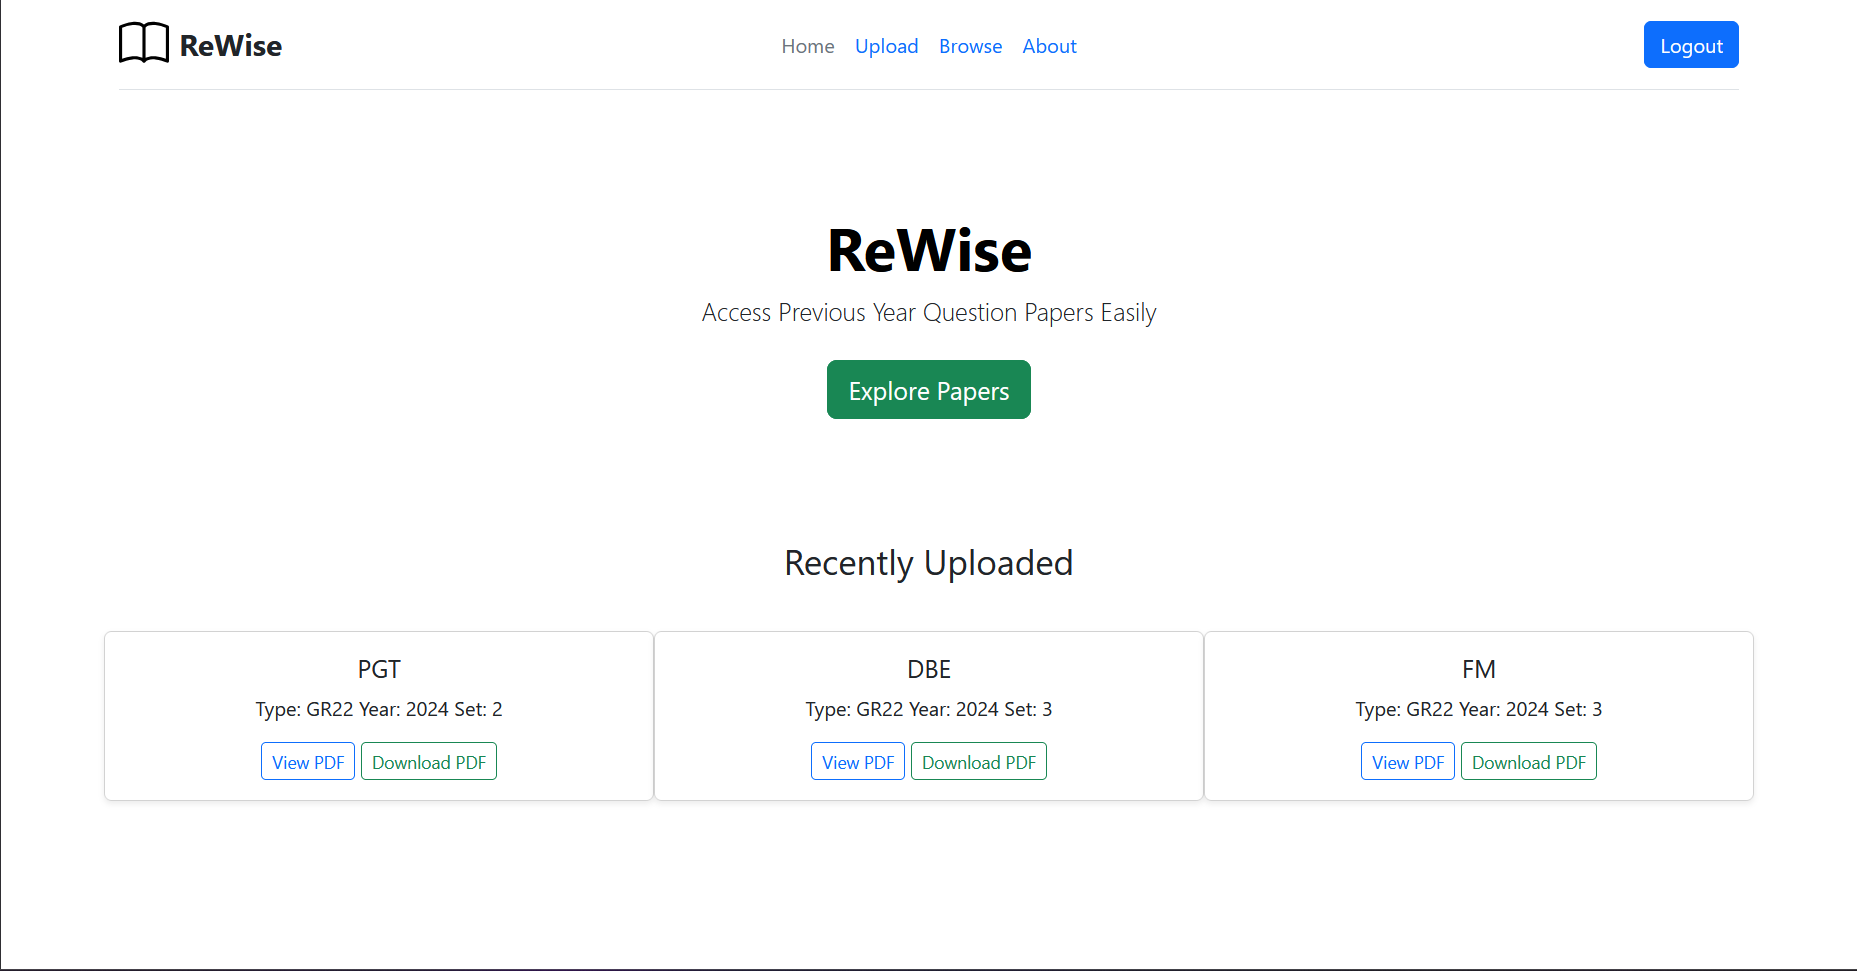 ReWise
Home Upload Browse About
Logout
ReWise
Access Previous Year Question Papers Easily
Explore Papers
Recently Uploaded
PGT
Type: GR22 Year: 2024 Set: 2
View PDF Download PDF
DBE
Type: GR22 Year: 2024 Set: 3
View PDF Download PDF
FM
Type: GR22 Year: 2024 Set: 3
View PDF Download PDF